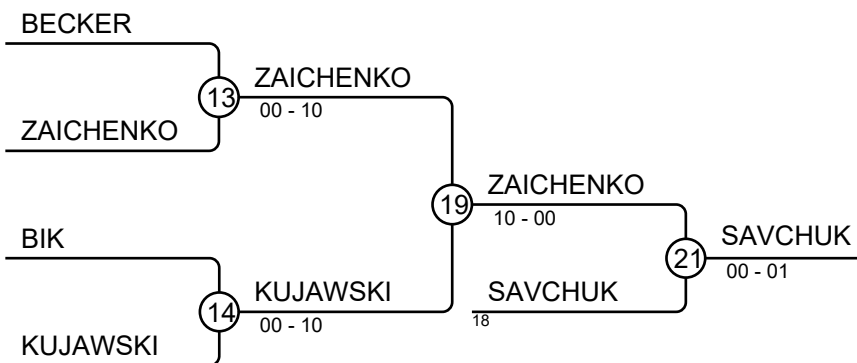 BECKER
13
ZAICHENKO
00 - 10
ZAICHENKO
19
ZAICHENKO
10 - 00
BIK
21
SAVCHUK
00 - 01
14
KUJAWSKI
00 - 10
SAVCHUK
18
KUJAWSKI